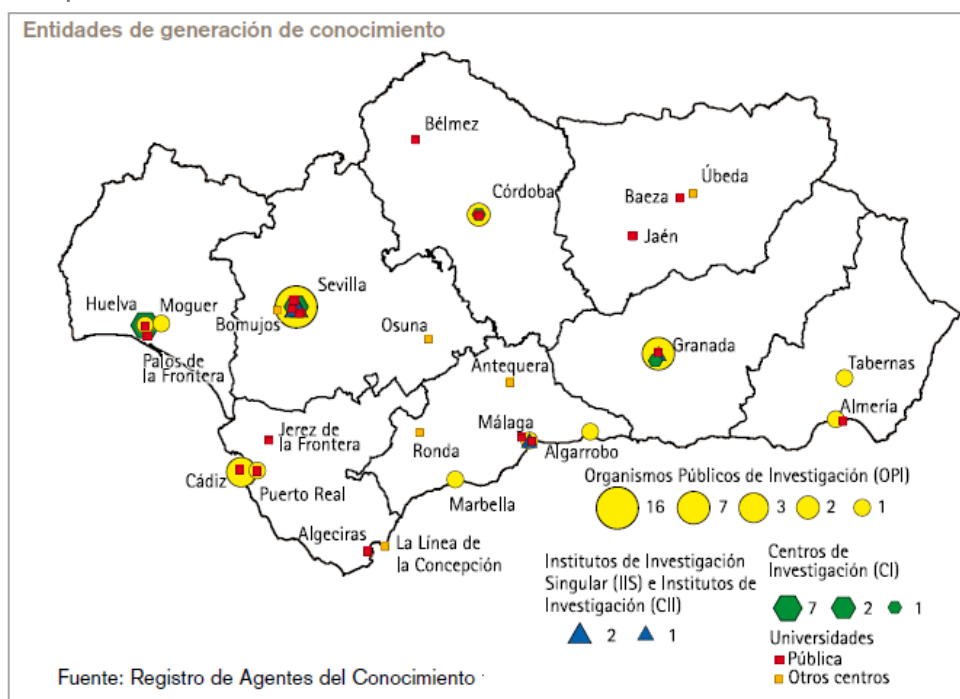 Entidades de generación de conocimiento
Bélmez
Córdoba
Úbeda
Baeza
Jaén
Huelva
Moguer
Sevilla
Bomujos
Osuna
Palos de
la Frontera
Granada
Antequera
Tabernas
Almería
Jerez de
la Frontera
Málaga
Ronda
Algarrobo
Cádiz
Puerto Real
Marbella
Algeciras
La Línea de
la Concepción
Organismos Públicos de Investigación (OPI)
16 7 3 2 1
Institutos de Investigación
Singular (IIS) e Institutos de
Investigación (CII)
2 1
Centros de
Investigación (CI)
7 2 1
Universidades
Pública
Otros centros
Fuente: Registro de Agentes del Conocimiento